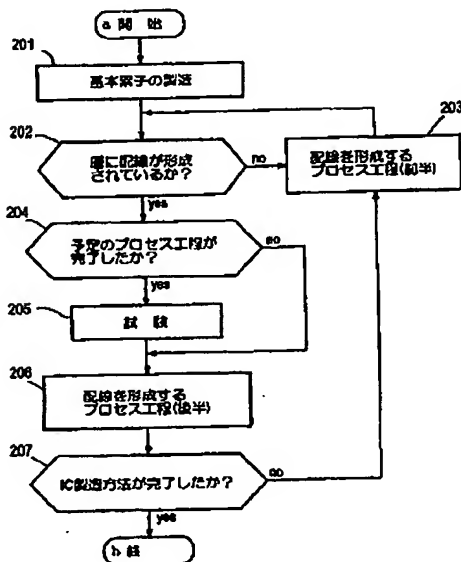 a 開 始
201
基本素子の製造
202
層に配線が形成
されているか?
no
yes
203
配線を形成する
プロセス工程(前半)
204
予定のプロセス工程が
完了したか?
no
yes
205
試 験
206
配線を形成する
プロセス工程(後半)
207
IC製造方法が完了したか?
no
yes
b 終